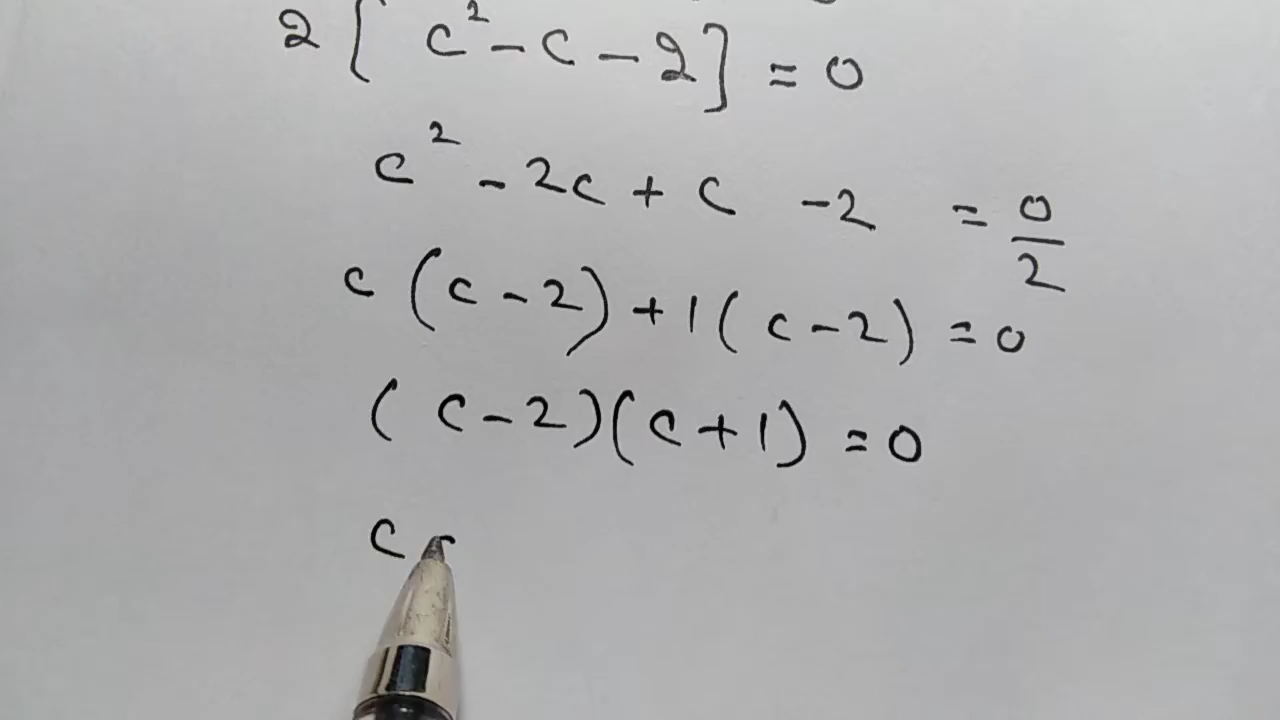 2 [ c² - c - 2 ] = 0
c² - 2c + c - 2 = 0/2
c ( c - 2 ) + 1 ( c - 2 ) = 0
( c - 2 ) ( c + 1 ) = 0
c